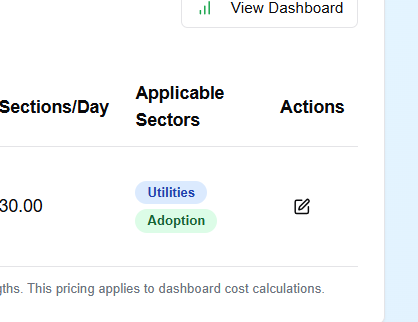 View Dashboard
Sections/Day
Applicable
Sectors
Actions
30.00
Utilities
Adoption
gths. This pricing applies to dashboard cost calculations.